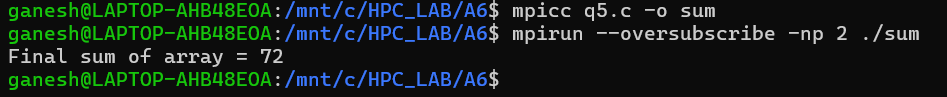 ganesh@LAPTOP-AHB48EOA:/mnt/c/HPC_LAB/A6$ mpicc q5.c -o sum
ganesh@LAPTOP-AHB48EOA:/mnt/c/HPC_LAB/A6$ mpirun --oversubscribe -np 2 ./sum
Final sum of array = 72
ganesh@LAPTOP-AHB48EOA:/mnt/c/HPC_LAB/A6$